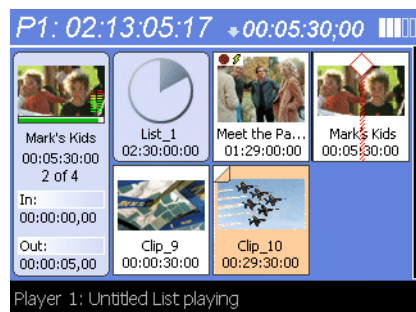 P1: 02:13:05:17 00:05:30;00
Mark's Kids
00:05:30:00
2 of 4
In:
00:00:00,00
Out:
00:00:05,00
List_1
02:30:00:00
Meet the Pa...
01:29:00:00
Mark's Kids
00:05:30:00
Clip_9
00:00:30:00
Clip_10
00:29:30:00
Player 1: Untitled List playing